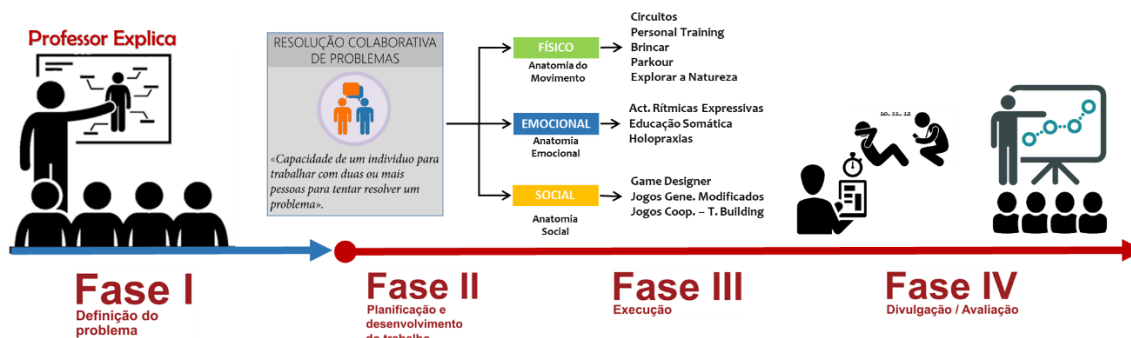 Professor Explica
RESOLUÇÃO COLABORATIVA
DE PROBLEMAS
«Capacidade de um individuo para
trabalhar com duas ou mais
pessoas para tentar resolver um
problema».
FÍSICO
Anatomia do
Movimento
Circuitos
Personal Training
Brincar
Parkour
Explorar a Natureza
EMOCIONAL
Anatomia
Emocional
Act. Rítmicas Expressivas
Educação Somática
Holopraxias
SOCIAL
Anatomia
Social
Game Designer
Jogos Gene. Modificados
Jogos Coop. – T. Building
Fase I
Definição do
problema
Fase II
Planificação e
desenvolvimento
do trabalho
Fase III
Execução
Fase IV
Divulgação / Avaliação